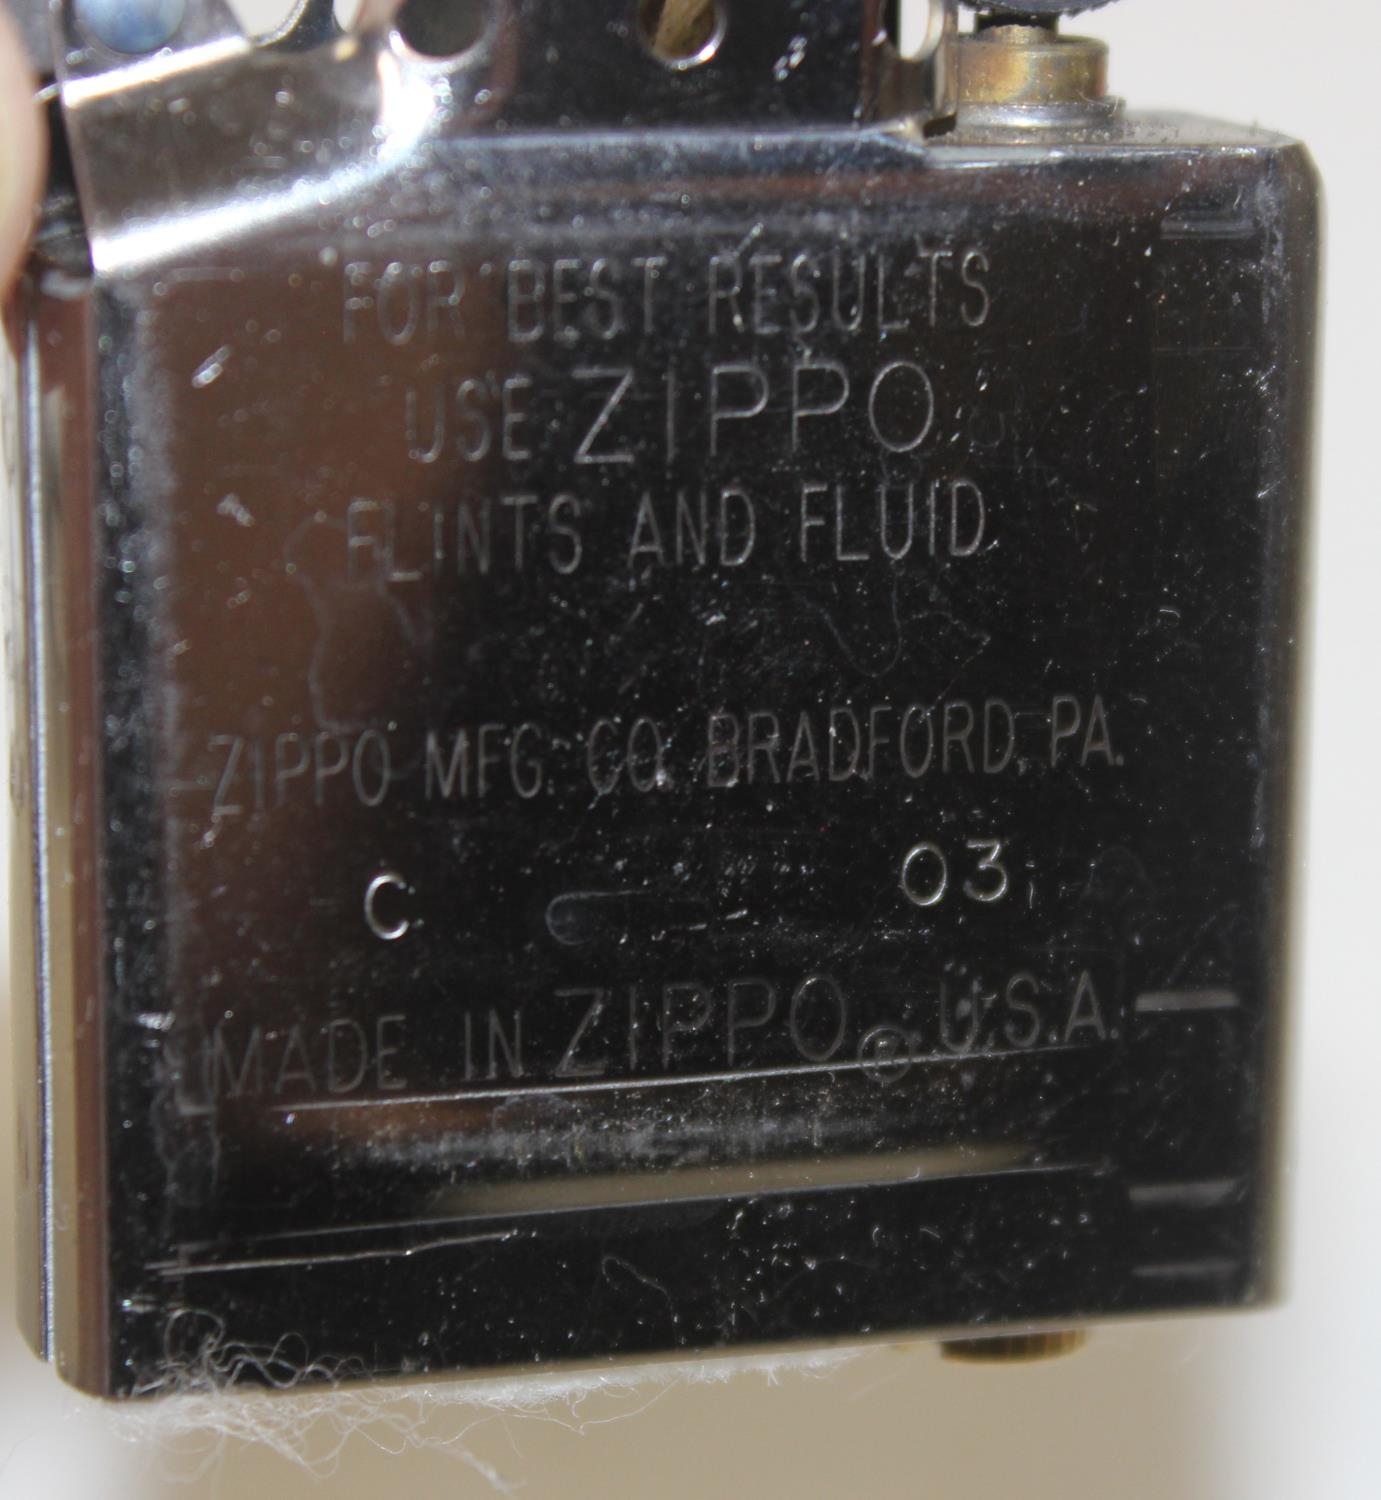 FOR BEST RESULTS
USE ZIPPO
FLINTS AND FLUID
ZIPPO MFG. CO. BRADFORD, PA.
C 03
MADE IN ZIPPO ® U.S.A.